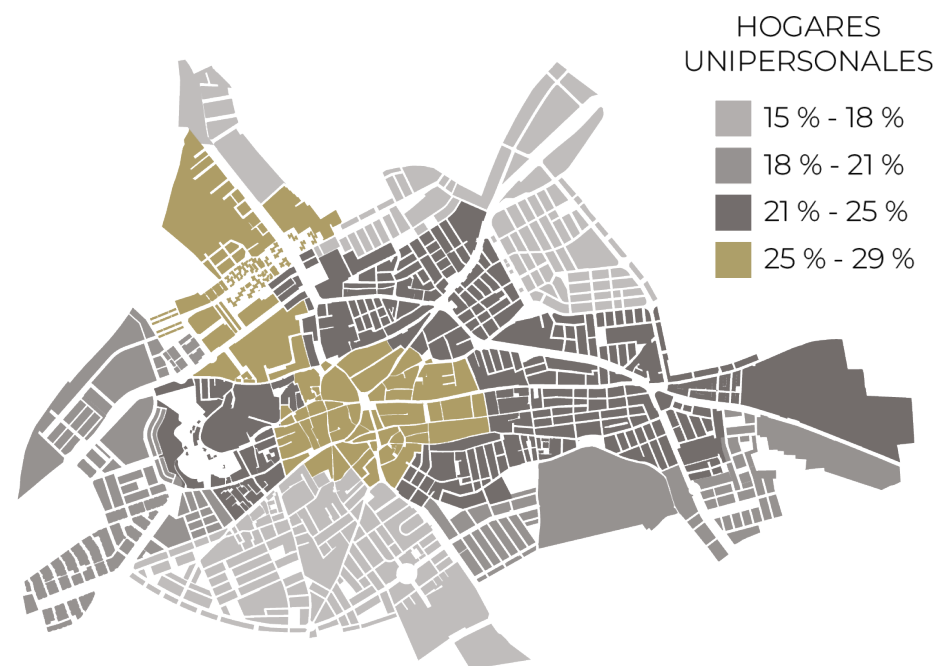 HOGARES
UNIPERSONALES
15 % - 18 %
18 % - 21 %
21 % - 25 %
25 % - 29 %